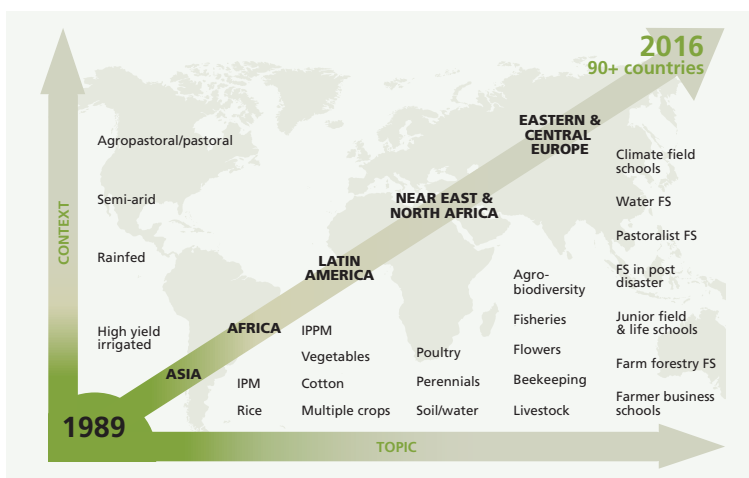 2016
90+ countries
EASTERN &
CENTRAL
EUROPE
NEAR EAST &
NORTH AFRICA
LATIN
AMERICA
AFRICA
ASIA
1989
CONTEXT
Agropastoral/pastoral
Semi-arid
Rainfed
High yield
irrigated
IPM
Rice
IPPM
Vegetables
Cotton
Multiple crops
Poultry
Perennials
Soil/water
Agro-
biodiversity
Fisheries
Flowers
Beekeeping
Livestock
Climate field
schools
Water FS
Pastoralist FS
FS in post
disaster
Junior field
& life schools
Farm forestry FS
Farmer business
schools
TOPIC